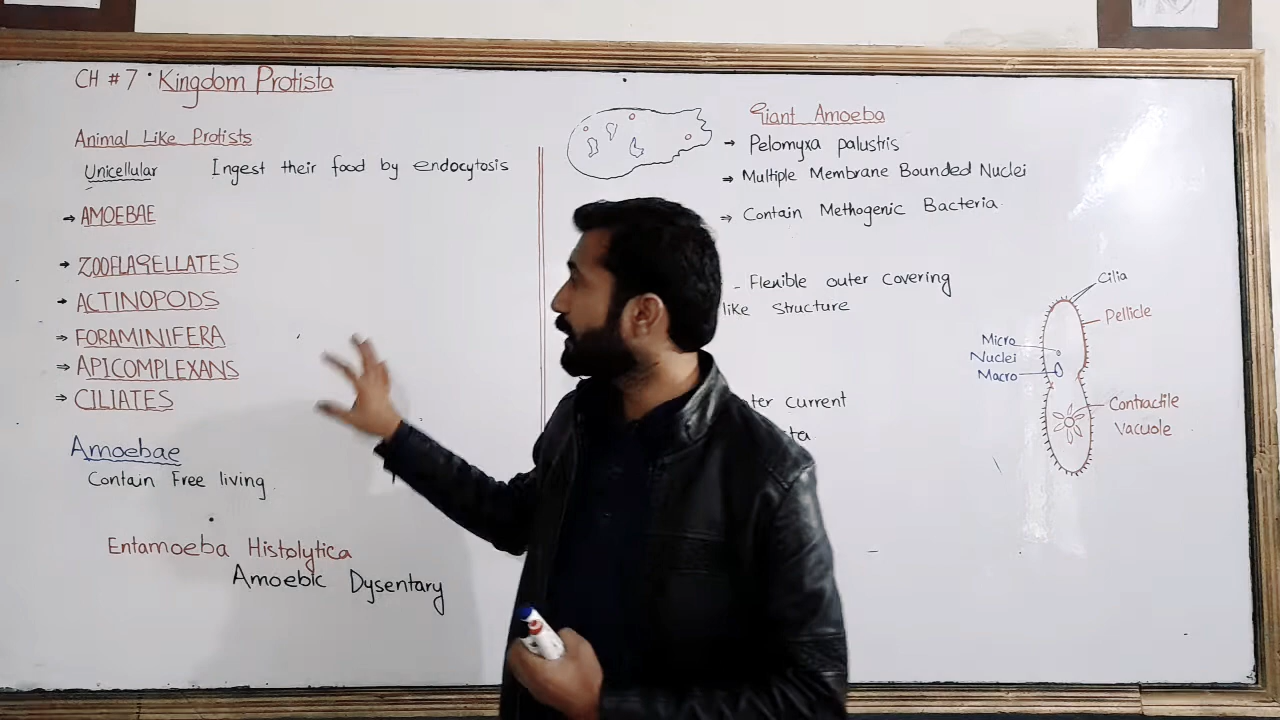 CH # 7 · Kingdom Protista
Animal Like Protists
Unicellular Ingest their food by endocytosis
→ AMOEBAE
→ ZOOFLAGELLATES
→ ACTINOPODS
⇒ FORAMINIFERA
⇒ APICOMPLEXANS
⇒ CILIATES
Amoebae
Contain Free living
Entamoeba Histolytica
Amoebic Dysentary
Giant Amoeba
→ Pelomyxa palustris
⇒ Multiple Membrane Bounded Nuclei
⇒ Contain Methogenic Bacteria
- Flexible outer covering
like structure
current
Cilia
Pellicle
Micro
Nuclei
Macro
Contractile
Vacuole